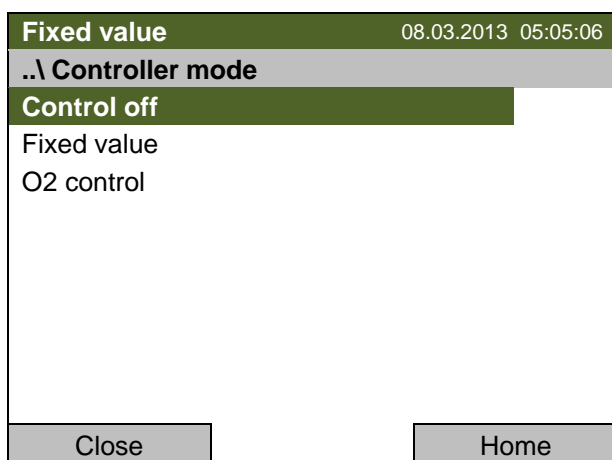 Fixed value 08.03.2013 05:05:06
..\ Controller mode
Control off
Fixed value
O2 control
Close Home